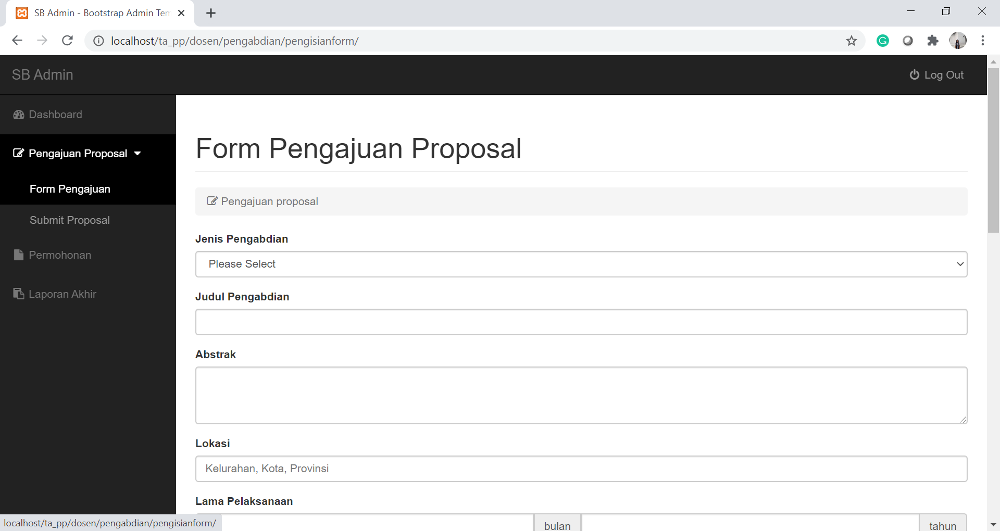 SB Admin - Bootstrap Admin Tem
localhost/ta_pp/dosen/pengabdian/pengisianform/
SB Admin
Log Out
Dashboard
Pengajuan Proposal
Form Pengajuan
Submit Proposal
Permohonan
Laporan Akhir
Form Pengajuan Proposal
Pengajuan proposal
Jenis Pengabdian
Please Select
Judul Pengabdian
Abstrak
Lokasi
Kelurahan, Kota, Provinsi
Lama Pelaksanaan
bulan
tahun
localhost/ta_pp/dosen/pengabdian/pengisianform/